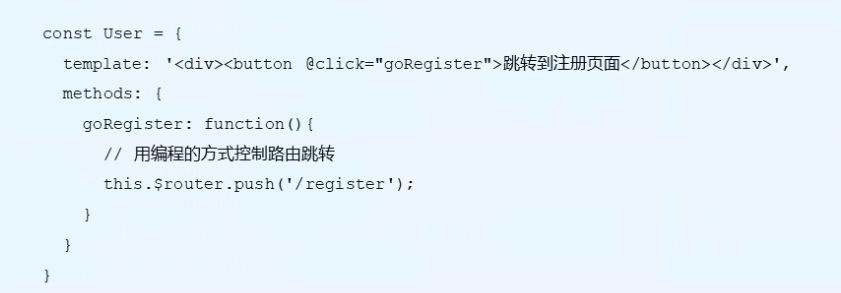 const User = {
  template: '<div><button @click="goRegister">跳转到注册页面</button></div>',
  methods: {
    goRegister: function(){
      // 用编程的方式控制路由跳转
      this.$router.push('/register');
    }
  }
}